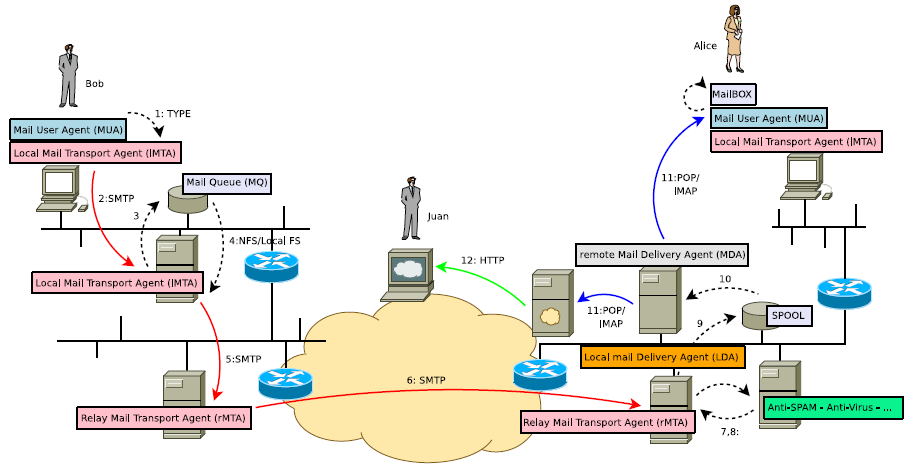 Alice
Bob
MailBOX
1: TYPE
Mail User Agent (MUA)
Mail User Agent (MUA)
Local Mail Transport Agent (lMTA)
Local Mail Transport Agent (lMTA)
Mail Queue (MQ)
11:POP/
IMAP
2:SMTP
3
Juan
4:NFS/Local FS
12: HTTP
remote Mail Delivery Agent (MDA)
Local Mail Transport Agent (lMTA)
10
11:POP/
IMAP
SPOOL
9
5:SMTP
Local mail Delivery Agent (LDA)
6: SMTP
Anti-SPAM - Anti-Virus - ...
Relay Mail Transport Agent (rMTA)
Relay Mail Transport Agent (rMTA)
7,8: